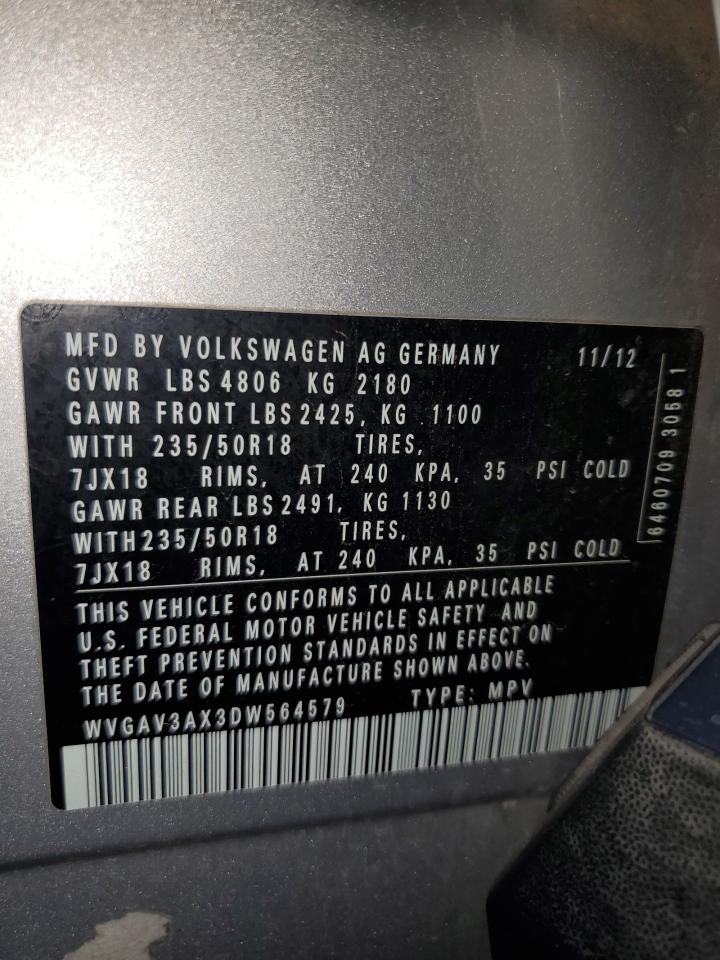 MFD BY VOLKSWAGEN AG GERMANY 11/12
GVWR LBS 4806 KG 2180
GAWR FRONT LBS 2425, KG 1100
WITH 235/50R18 TIRES,
7JX18 RIMS, AT 240 KPA, 35 PSI COLD
GAWR REAR LBS 2491, KG 1130
WITH 235/50R18 TIRES,
7JX18 RIMS, AT 240 KPA, 35 PSI COLD
THIS VEHICLE CONFORMS TO ALL APPLICABLE
U.S. FEDERAL MOTOR VEHICLE SAFETY AND
THEFT PREVENTION STANDARDS IN EFFECT ON
THE DATE OF MANUFACTURE SHOWN ABOVE.
WVGAV3AX3DW564579 TYPE: MPV
6460709 3058 1